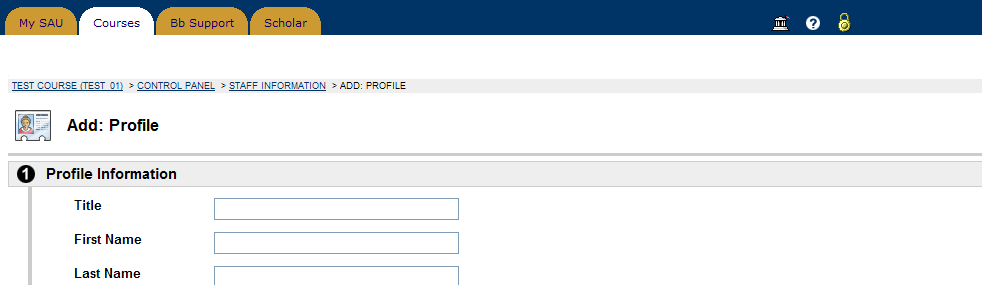 My SAU Courses Bb Support Scholar ?
TEST COURSE (TEST_01) > CONTROL PANEL > STAFF INFORMATION > ADD: PROFILE
Add: Profile
1 Profile Information
Title
First Name
Last Name